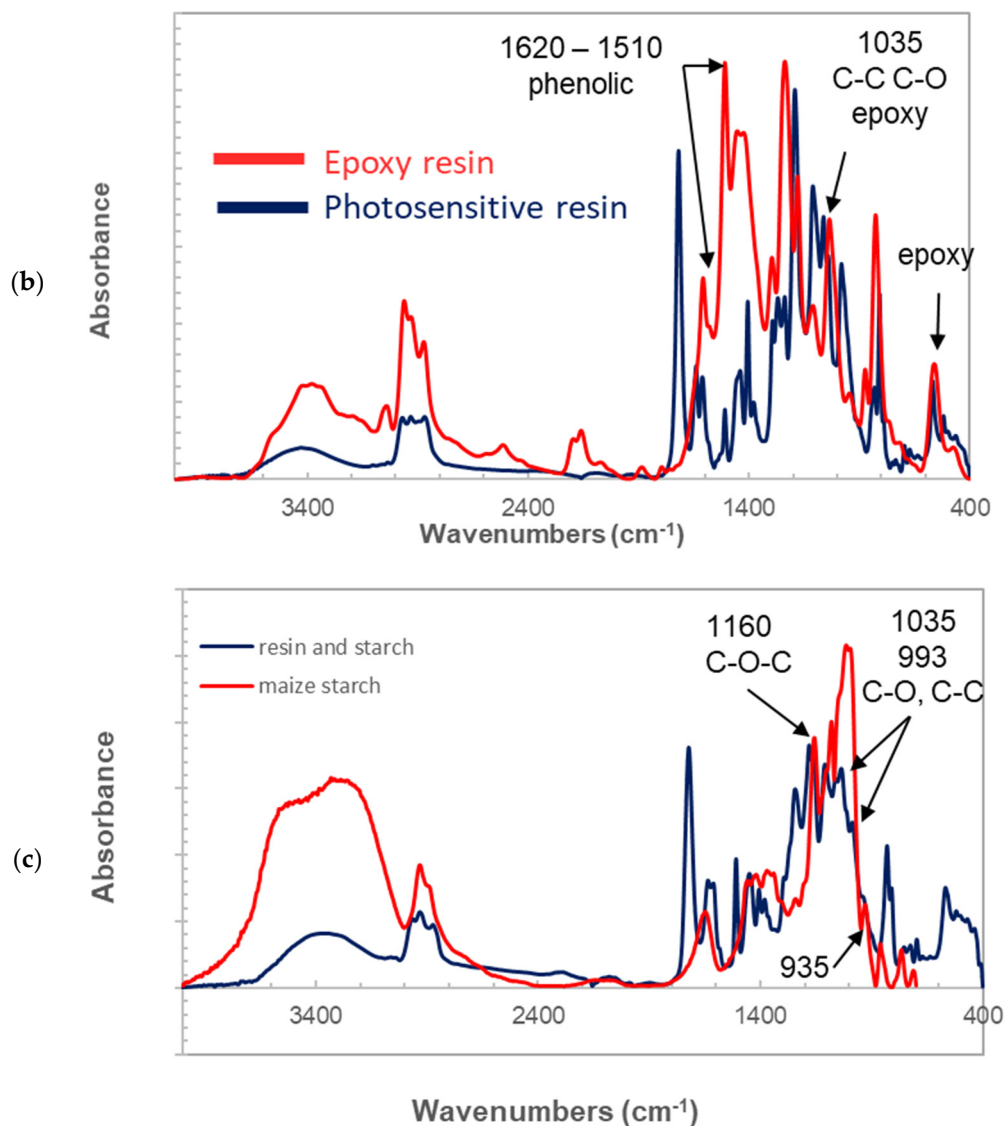 (b)
Absorbance
1620 – 1510
phenolic
1035
C-C C-O
epoxy
epoxy
Epoxy resin
Photosensitive resin
3400
2400
1400
400
Wavenumbers (cm-1)
(c)
Absorbance
resin and starch
maize starch
1160
C-O-C
1035
993
C-O, C-C
935
3400
2400
1400
400
Wavenumbers (cm-1)